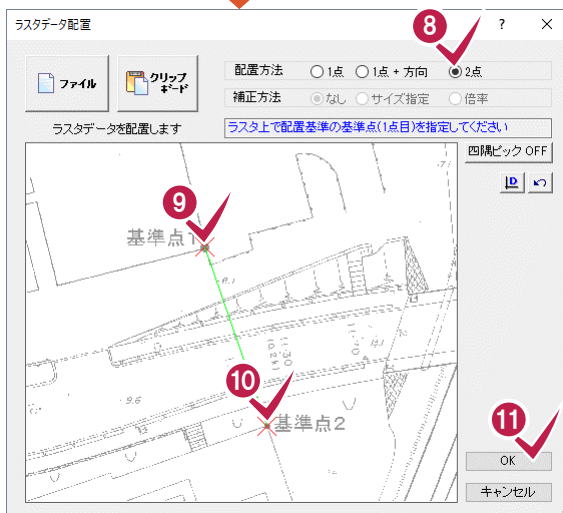 ラスタデータ配置
8
ファイル
クリップ
ボード
配置方法 1点 1点 + 方向 2点
補正方法 なし サイズ指定 倍率
ラスタデータを配置します
ラスタ上で配置基準の基準点(1点目)を指定してください
四隅ピック OFF
9
基準点1
10
基準点2
9.6
11
OK
キャンセル